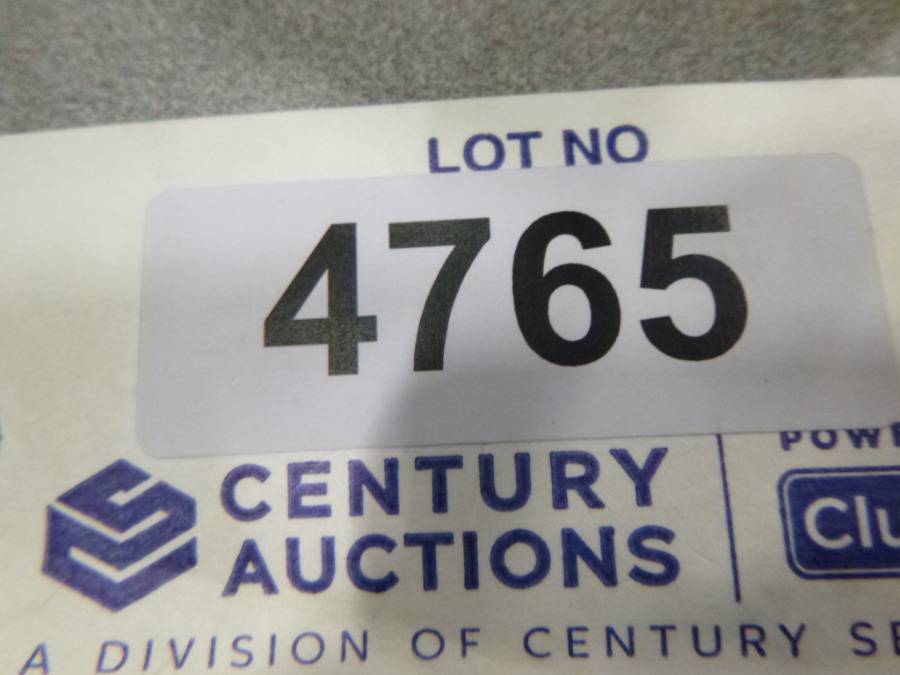 LOT NO
4765
CENTURY
AUCTIONS
A DIVISION OF CENTURY